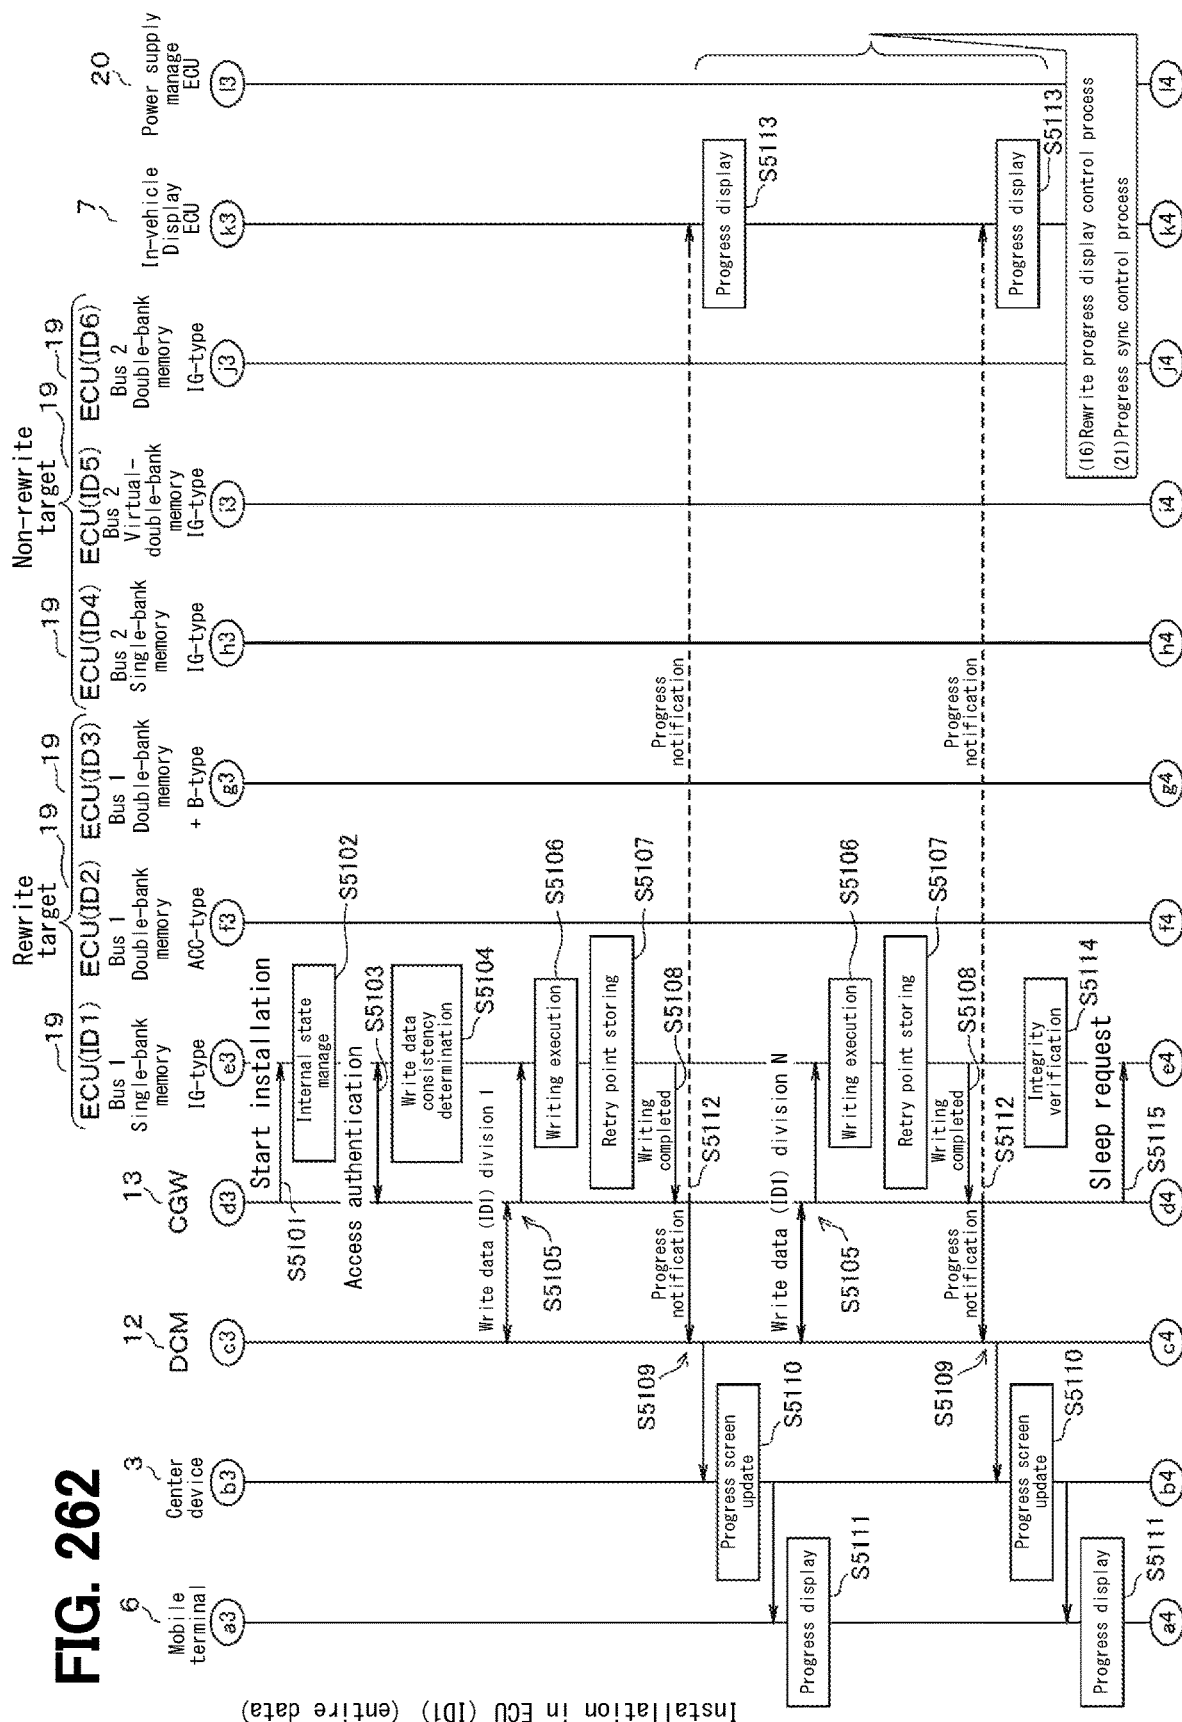 FIG. 262
Installation in ECU (ID1) (entire data)
6
Mobile
terminal
a3
3
Center
device
b3
12
DCM
c3
13
CGW
d3
Rewrite
target
19
ECU(ID1)
Bus 1
Single-bank
memory
IG-type
e3
19
ECU(ID2)
Bus 1
Double-bank
memory
ACC-type
f3
19
ECU(ID3)
Bus 1
Double-bank
memory
+ B-type
g3
Non-rewrite
target
19
ECU(ID4)
Bus 2
Single-bank
memory
IG-type
h3
19
ECU(ID5)
Bus 2
Virtual-
double-bank
memory
IG-type
i3
19
ECU(ID6)
Bus 2
Double-bank
memory
IG-type
j3
7
In-vehicle
Display
ECU
k3
20
Power supply
manage
ECU
l3
Start installation
S5101
Internal state
manage
S5102
Access authentication
S5103
Write data
consistency
determination
S5104
Write data (ID1) division 1
S5105
Writing execution
S5106
Retry point storing
S5107
Writing
completed
S5108
Progress
notification
S5112
Progress
notification
S5109
Progress screen
update
S5110
Progress display
S5111
Progress display
S5113
Write data (ID1) division N
S5105
Writing execution
S5106
Retry point storing
S5107
Writing
completed
S5108
Progress
notification
S5112
Progress
notification
S5109
Progress screen
update
S5110
Progress display
S5111
Progress display
S5113
Integrity
verification
S5114
Sleep request
S5115
(16)Rewrite progress display control process
(21)Progress sync control process
a4
b4
c4
d4
e4
f4
g4
h4
i4
j4
k4
l4